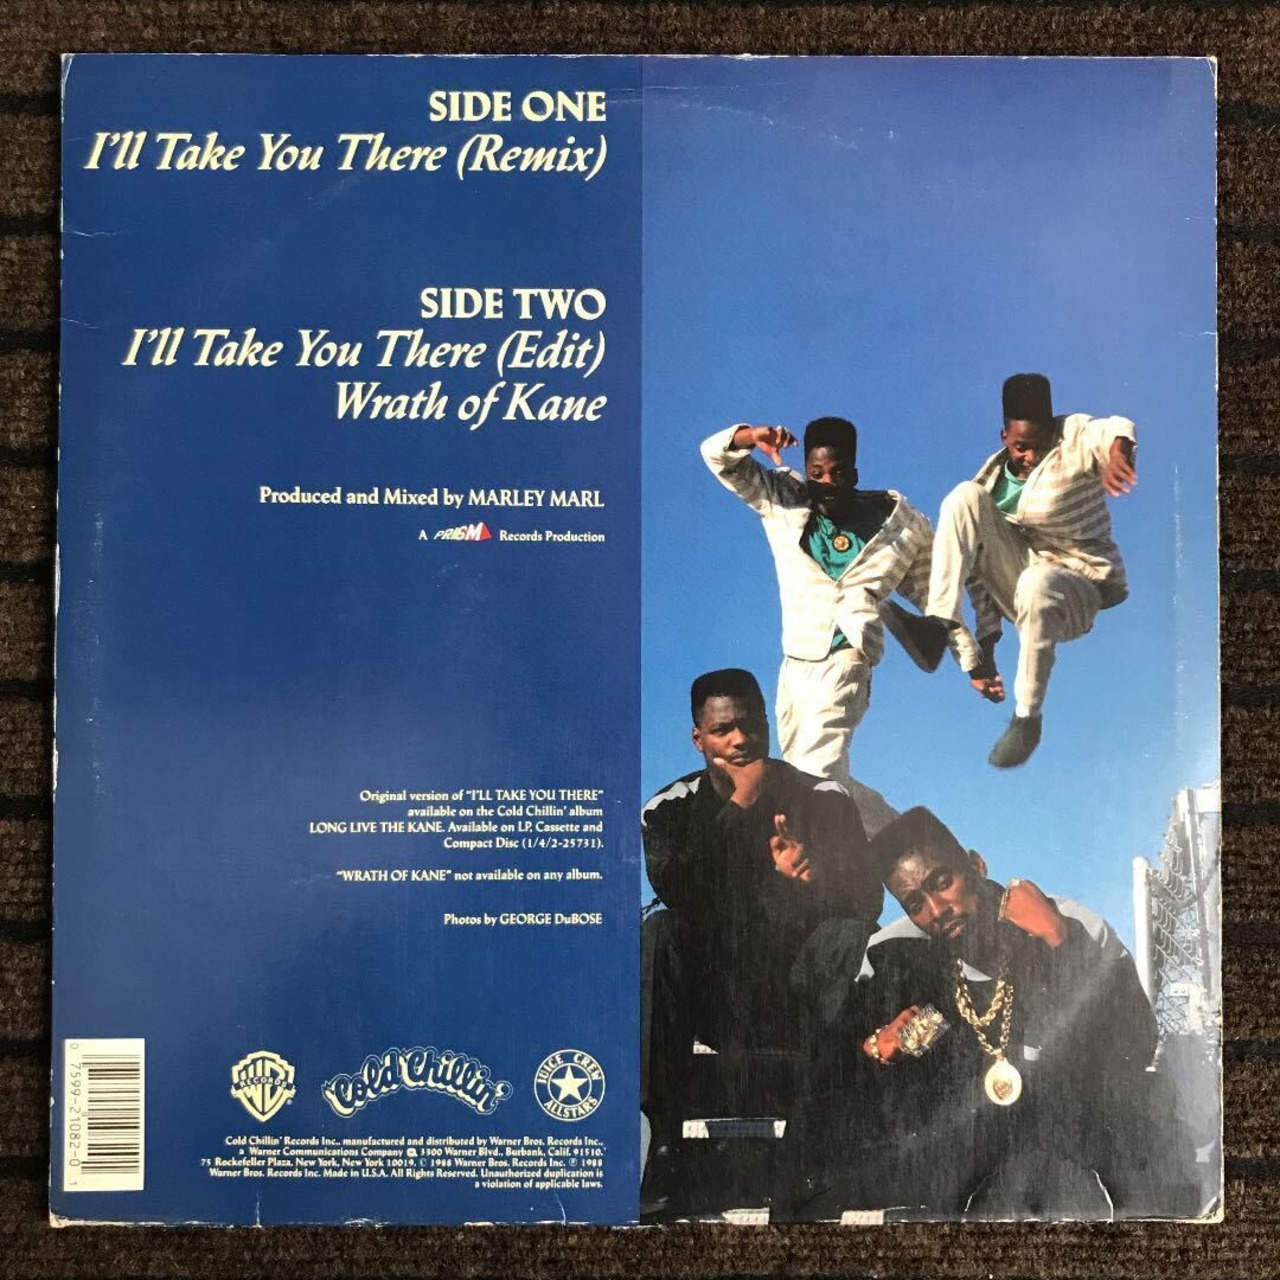 SIDE ONE
I'll Take You There (Remix)
SIDE TWO
I'll Take You There (Edit)
Wrath of Kane
Produced and Mixed by MARLEY MARL
A PRISM Records Production
Original version of "I'LL TAKE YOU THERE"
available on the Cold Chillin' album
LONG LIVE THE KANE. Available on LP, Cassette and
Compact Disc (1/4/2-25731).
"WRATH OF KANE" not available on any album.
Photos by GEORGE DuBOSE
0 7599-21082-0 1
WB RECORDS
Cold Chillin'
JUICE CREW ALLSTARS
Cold Chillin' Records Inc., manufactured and distributed by Warner Bros. Records Inc.,
a Warner Communications Company 3300 Warner Blvd., Burbank, Calif. 91510.
75 Rockefeller Plaza, New York, New York 10019. © 1988 Warner Bros. Records Inc. ℗ 1988
Warner Bros. Records Inc. Made in U.S.A. All Rights Reserved. Unauthorized duplication is
a violation of applicable laws.